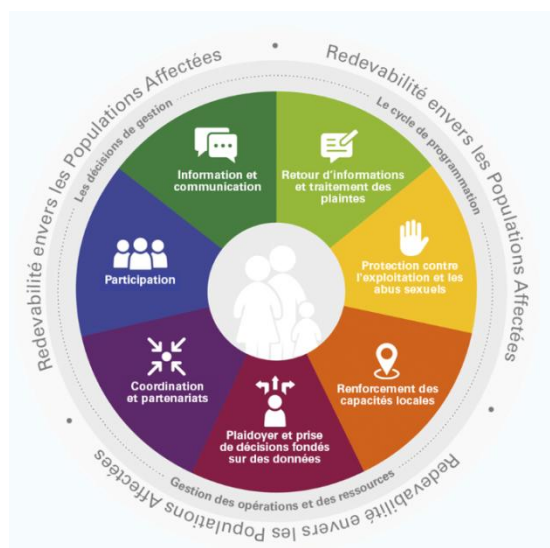 Redevabilité envers les Populations Affectées
Redevabilité envers les Populations Affectées
Redevabilité envers les Populations Affectées
Les décisions de gestion
Le cycle de programmation
Gestion des opérations et des ressources
Information et
communication
Retour d'informations
et traitement des
plaintes
Protection contre
l'exploitation et les
abus sexuels
Renforcement des
capacités locales
Plaidoyer et prise
de décisions fondés
sur des données
Coordination
et partenariats
Participation